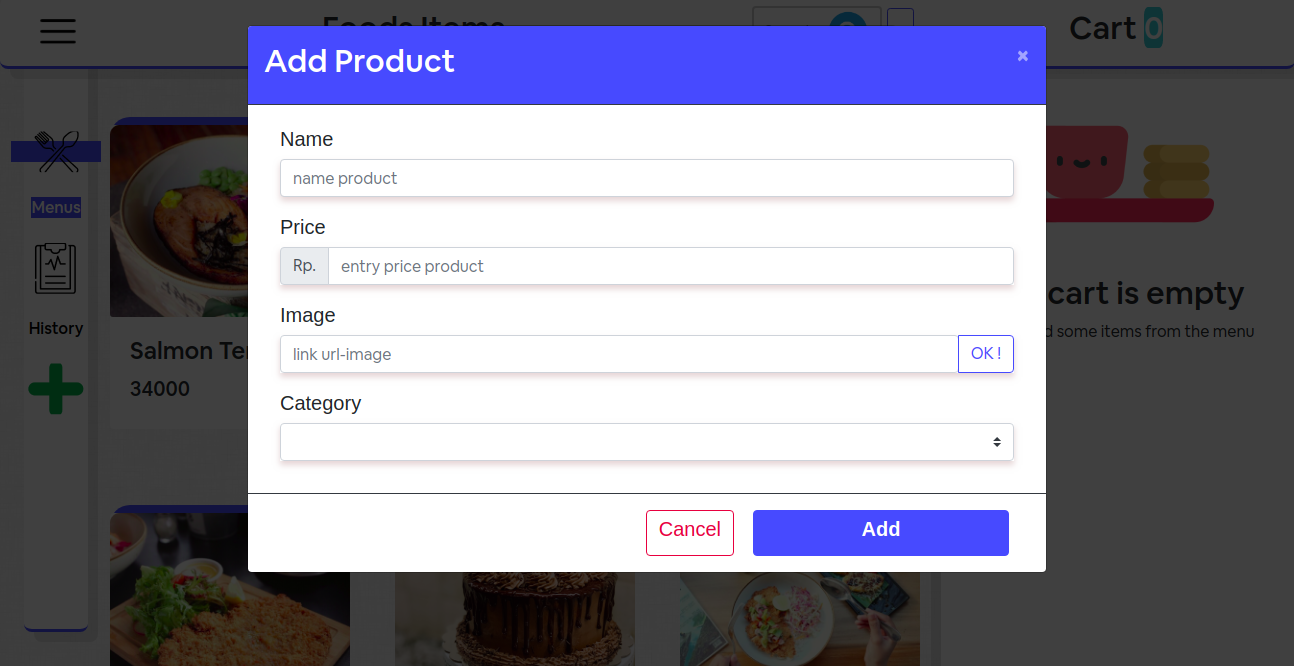 Foods Items
Cart 0
Add Product
×
Name
name product
Price
Rp.
entry price product
Image
link url-image
OK !
Category
Cancel
Add
Menus
History
Salmon Te
34000
cart is empty
some items from the menu